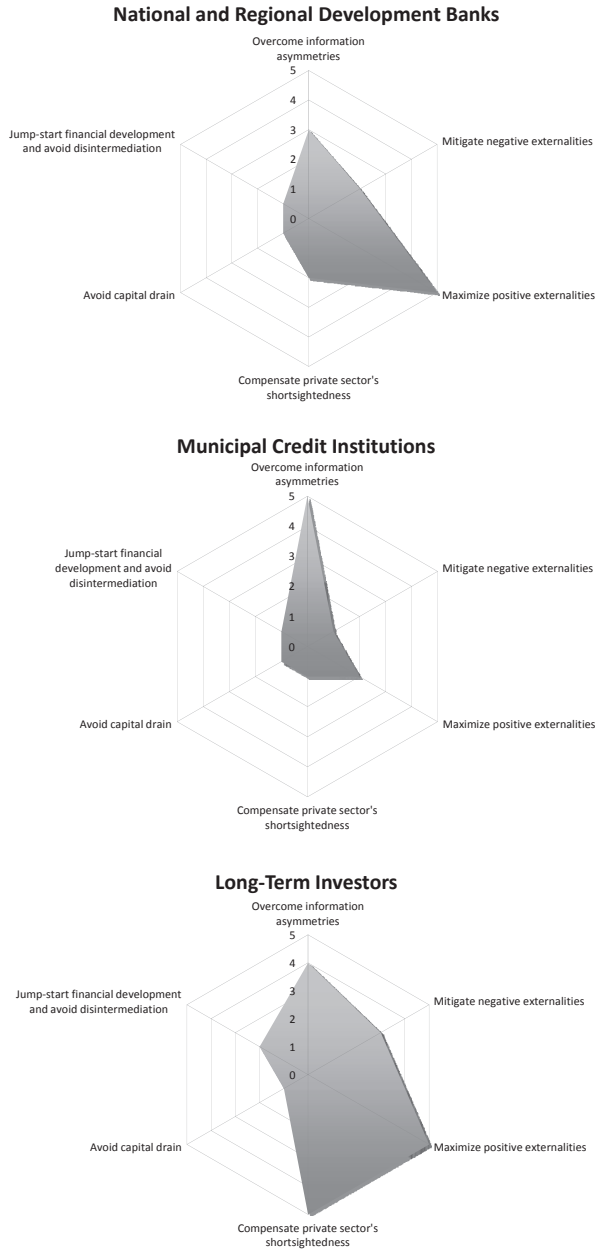 National and Regional Development Banks
Overcome information
asymmetries
5
4
3
2
1
0
Jump-start financial development
and avoid disintermediation
Mitigate negative externalities
Avoid capital drain
Maximize positive externalities
Compensate private sector's
shortsightedness
Municipal Credit Institutions
Overcome information
asymmetries
5
4
3
2
1
0
Jump-start financial
development and avoid
disintermediation
Mitigate negative externalities
Avoid capital drain
Maximize positive externalities
Compensate private sector's
shortsightedness
Long-Term Investors
Overcome information
asymmetries
5
4
3
2
1
0
Jump-start financial development
and avoid disintermediation
Mitigate negative externalities
Avoid capital drain
Maximize positive externalities
Compensate private sector's
shortsightedness